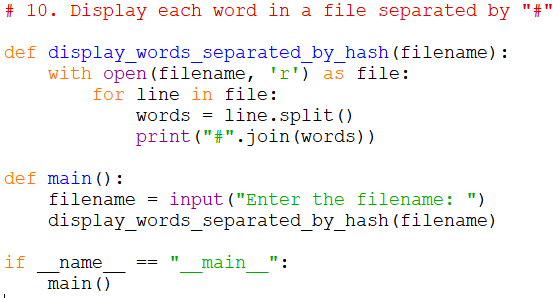 # 10. Display each word in a file separated by "#"

def display_words_separated_by_hash(filename):
    with open(filename, 'r') as file:
        for line in file:
            words = line.split()
            print("#".join(words))

def main():
    filename = input("Enter the filename: ")
    display_words_separated_by_hash(filename)

if __name__ == "__main__":
    main()